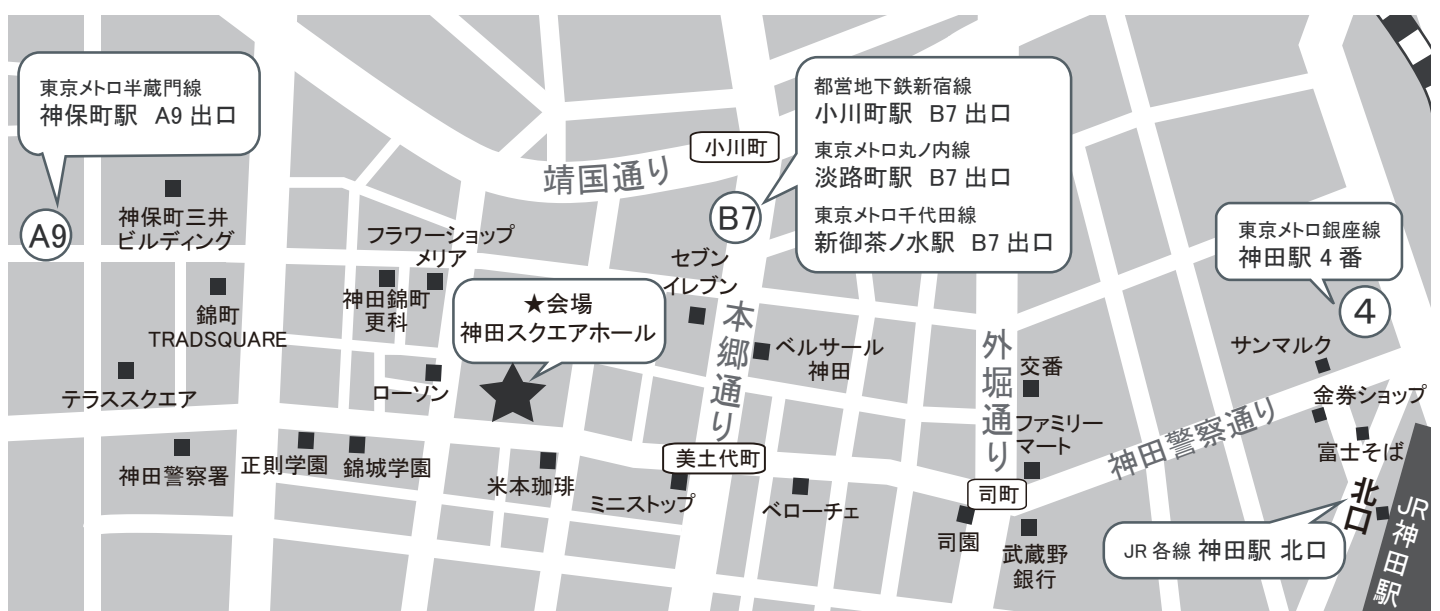 東京メトロ半蔵門線
神保町駅 A9 出口
A9
神保町三井
ビルディング
錦町
TRADSQUARE
テラススクエア
神田警察署
正則学園
錦城学園
フラワーショップ
メリア
神田錦町
更科
ローソン
★会場
神田スクエアホール
米本珈琲
靖国通り
小川町
B7
都営地下鉄新宿線
小川町駅 B7 出口
東京メトロ丸ノ内線
淡路町駅 B7 出口
東京メトロ千代田線
新御茶ノ水駅 B7 出口
セブン
イレブン
本郷通り
ベルサール
神田
美土代町
ミニストップ
ベローチェ
外堀通り
交番
ファミリー
マート
司町
司園
武蔵野
銀行
神田警察通り
東京メトロ銀座線
神田駅 4 番
4
サンマルク
金券ショップ
富士そば
北口
JR 各線 神田駅 北口
JR神田駅